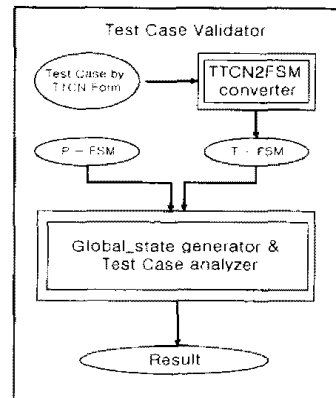 Test Case Validator
Test Case by
TTCN Form
TTCN2FSM
converter
P - FSM
T - FSM
Global_state generator &
Test Case analyzer
Result